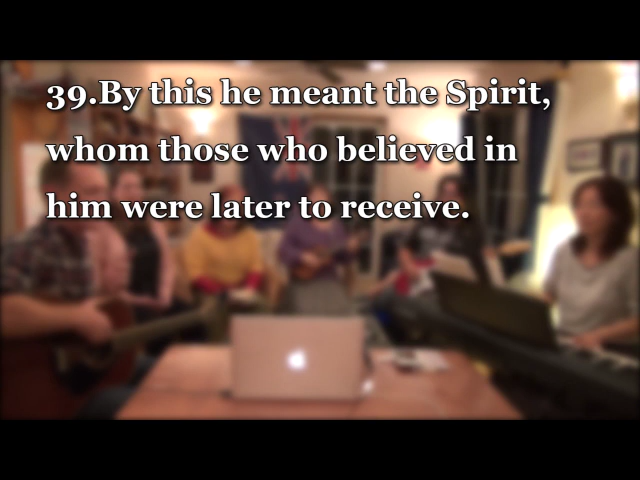 39.By this he meant the Spirit,
whom those who believed in
him were later to receive.